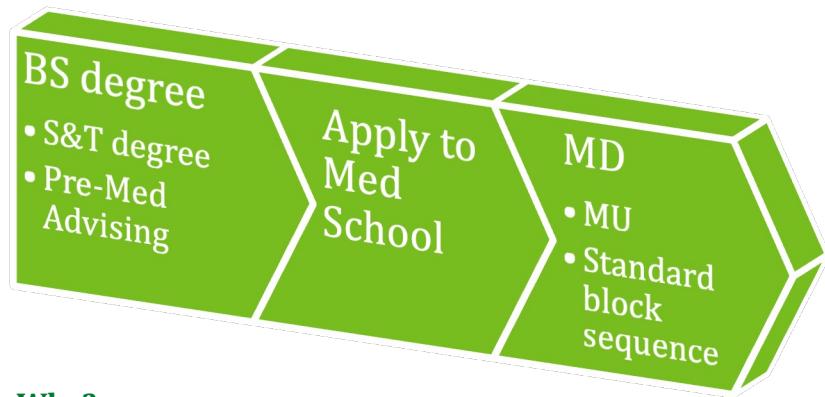 BS degree
• S&T degree
• Pre-Med
Advising
Apply to
Med
School
MD
• MU
• Standard
block
sequence